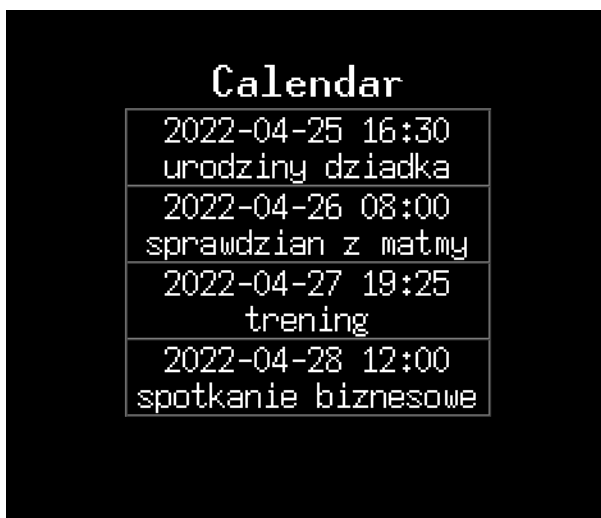 Calendar
2022-04-25 16:30
urodziny dziadka
2022-04-26 08:00
sprawdzian z matmy
2022-04-27 19:25
trening
2022-04-28 12:00
spotkanie biznesowe